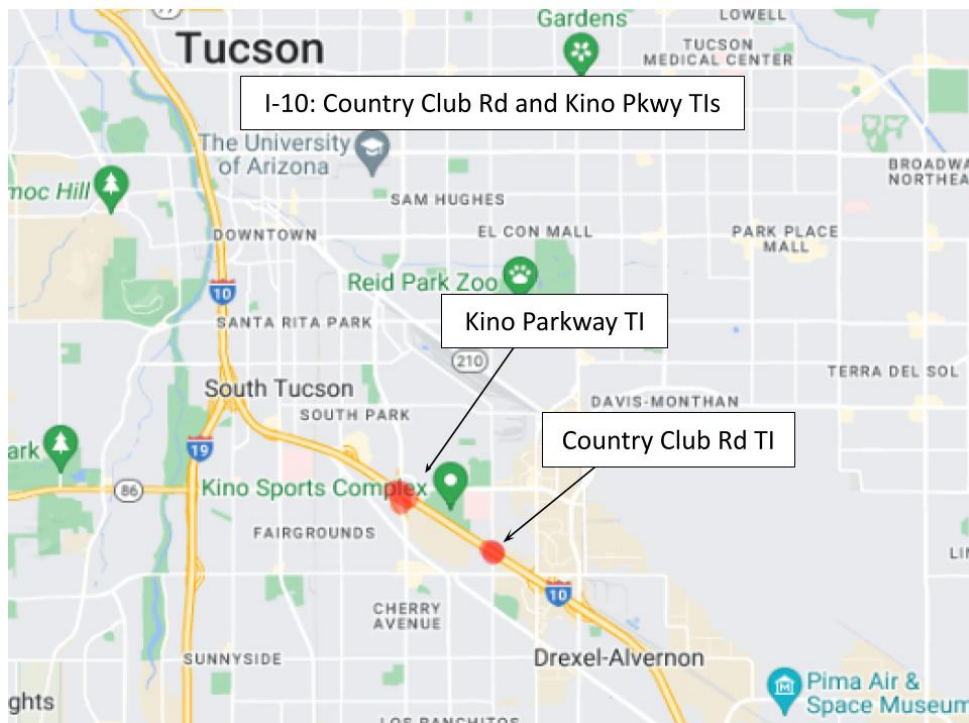 Gardens
LOWELL
Tucson
TUCSON
MEDICAL CENTER
I-10: Country Club Rd and Kino Pkwy TIs
The University
of Arizona
BROADWA
NORTHEA
moc Hill
SAM HUGHES
DOWNTOWN
EL CON MALL
PARK PLACE
MALL
Reid Park Zoo
10
SANTA RITA PARK
Kino Parkway TI
210
TERRA DEL SOL
South Tucson
SOUTH PARK
DAVIS-MONTHAN
Country Club Rd TI
ark
19
86
Kino Sports Complex
FAIRGROUNDS
LIN
10
CHERRY
AVENUE
SUNNYSIDE
Drexel-Alvernon
ghts
Pima Air &
Space Museum
LOS RANCHITOS